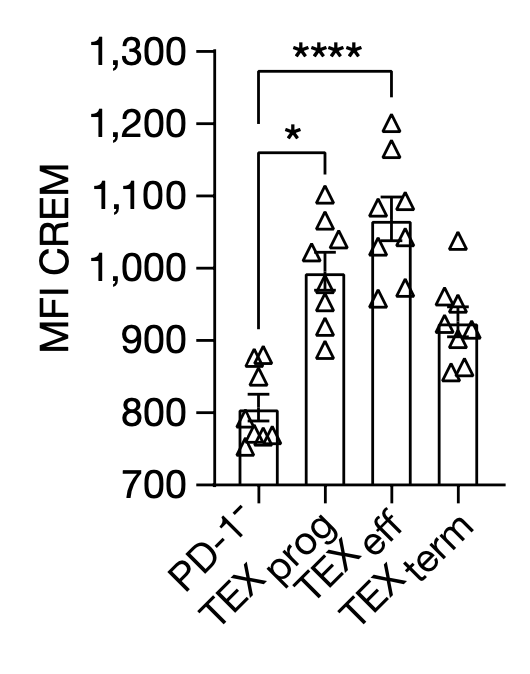 MFI CREM
1,300
1,200
1,100
1,000
900
800
700
****
*
PD-1⁻
TEX prog
TEX eff
TEX term